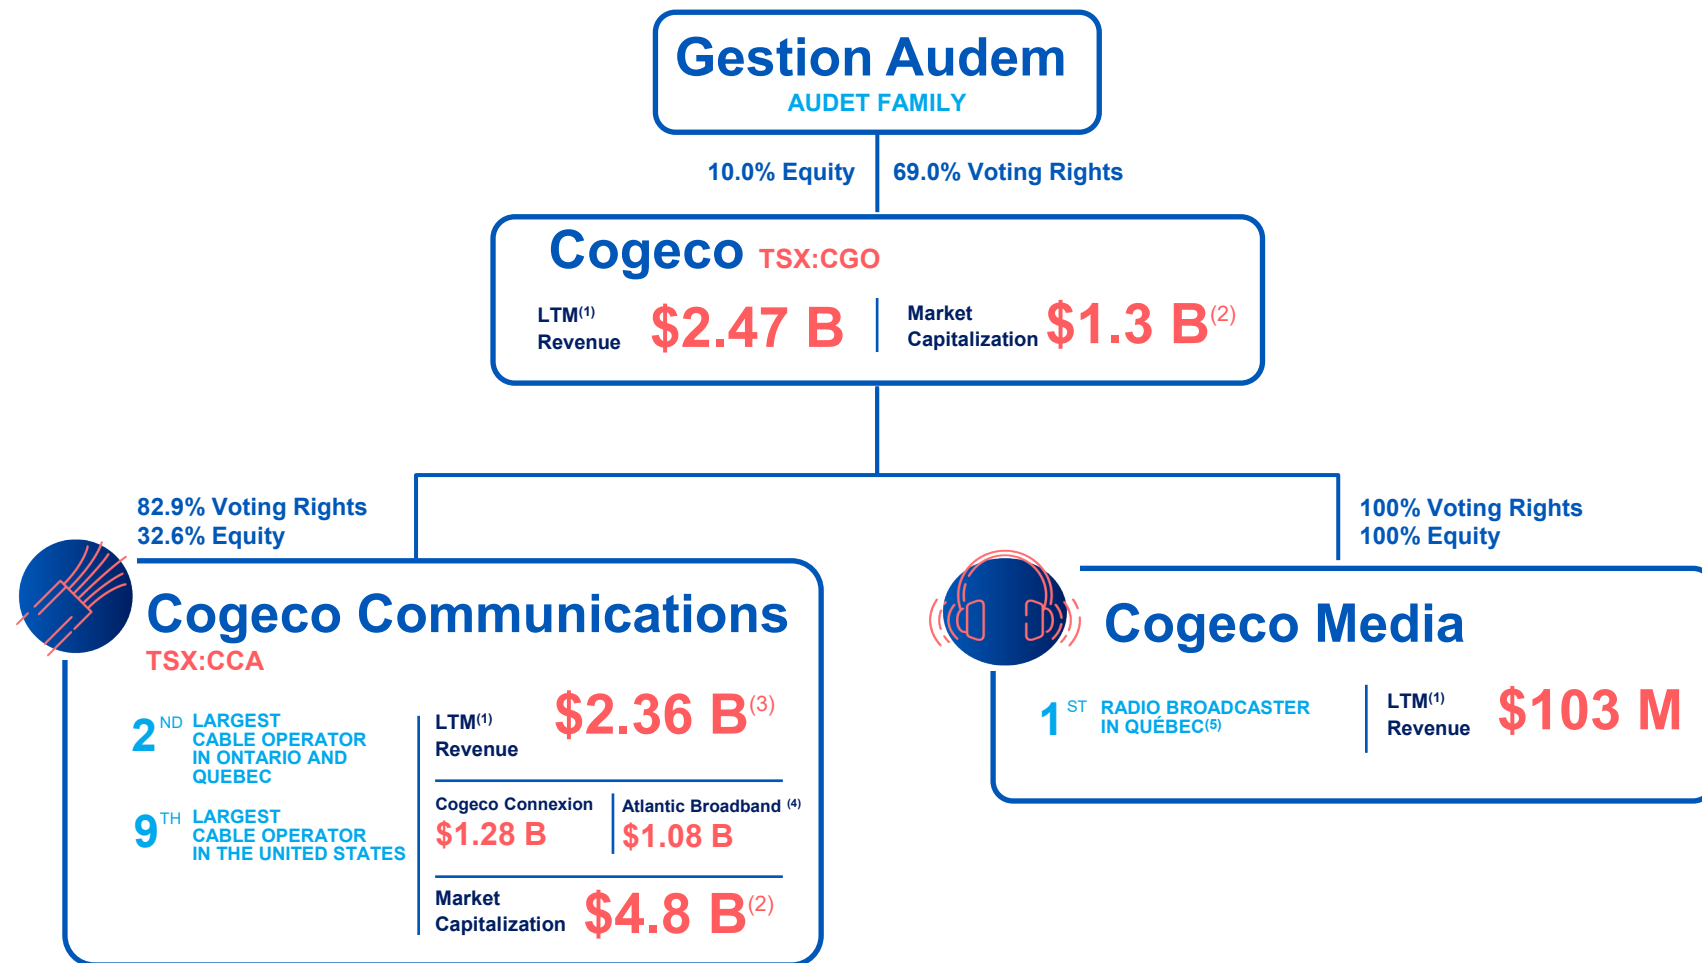 Gestion Audem
AUDET FAMILY
10.0% Equity
69.0% Voting Rights
Cogeco TSX:CGO
LTM(1)
Revenue
$2.47 B
Market
Capitalization
$1.3 B(2)
82.9% Voting Rights
32.6% Equity
100% Voting Rights
100% Equity
Cogeco Communications
TSX:CCA
2ND LARGEST
CABLE OPERATOR
IN ONTARIO AND
QUEBEC
9TH LARGEST
CABLE OPERATOR
IN THE UNITED STATES
LTM(1)
Revenue
$2.36 B(3)
Cogeco Connexion
$1.28 B
Atlantic Broadband (4)
$1.08 B
Market
Capitalization
$4.8 B(2)
Cogeco Media
1ST RADIO BROADCASTER
IN QUÉBEC(5)
LTM(1)
Revenue
$103 M